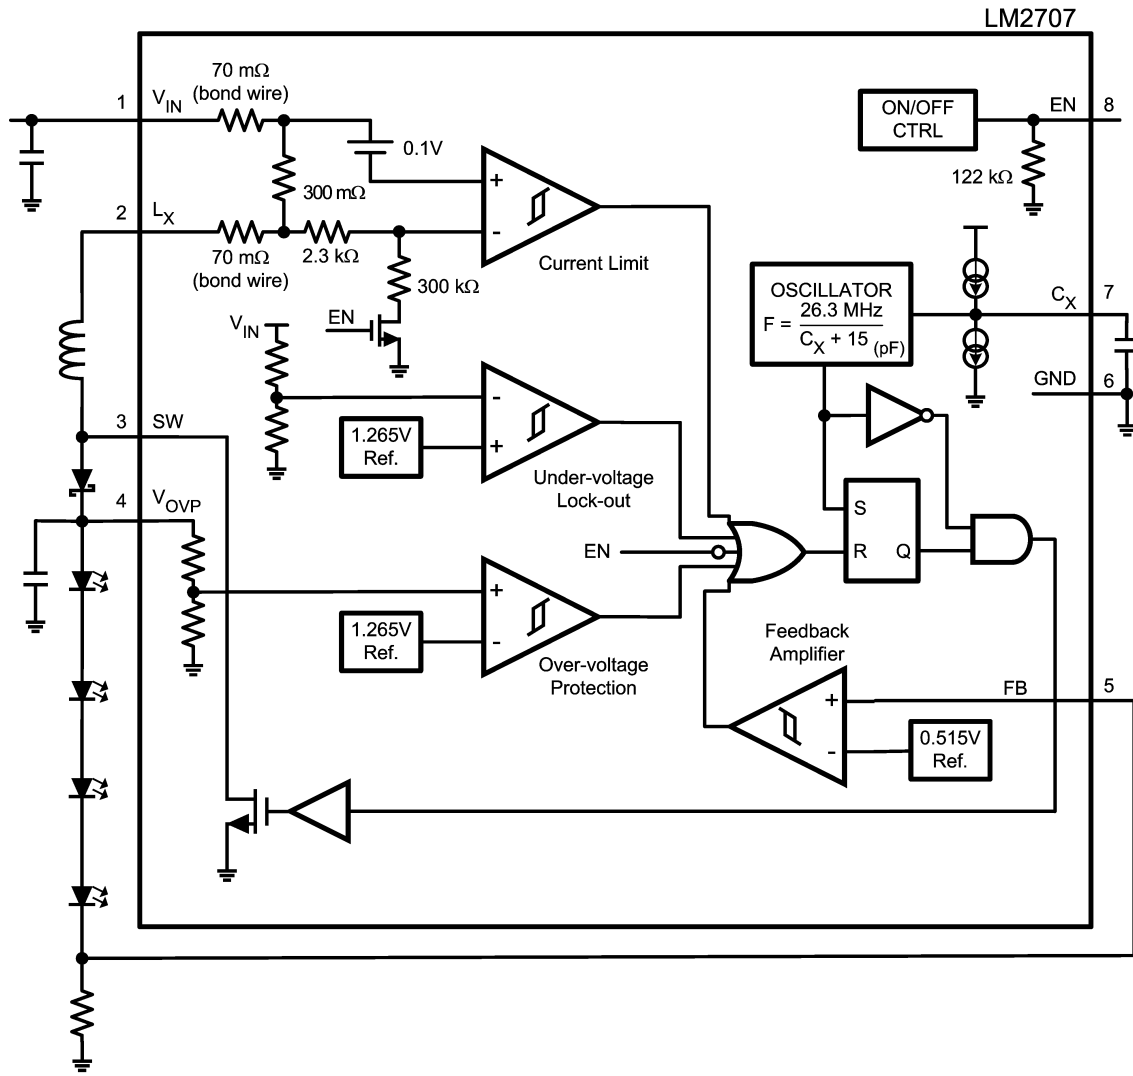 LM2707
70 mΩ
(bond wire)
1
V_IN
0.1V
300 mΩ
+
-
Current Limit
ON/OFF
CTRL
EN
8
122 kΩ
2
L_X
70 mΩ
(bond wire)
2.3 kΩ
300 kΩ
EN
V_IN
OSCILLATOR
F = 26.3 MHz
C_X + 15 (pF)
C_X
7
GND
6
3
SW
1.265V
Ref.
-
+
Under-voltage
Lock-out
4
V_OVP
EN
S
R
Q
1.265V
Ref.
+
-
Over-voltage
Protection
Feedback
Amplifier
+
-
FB
5
0.515V
Ref.